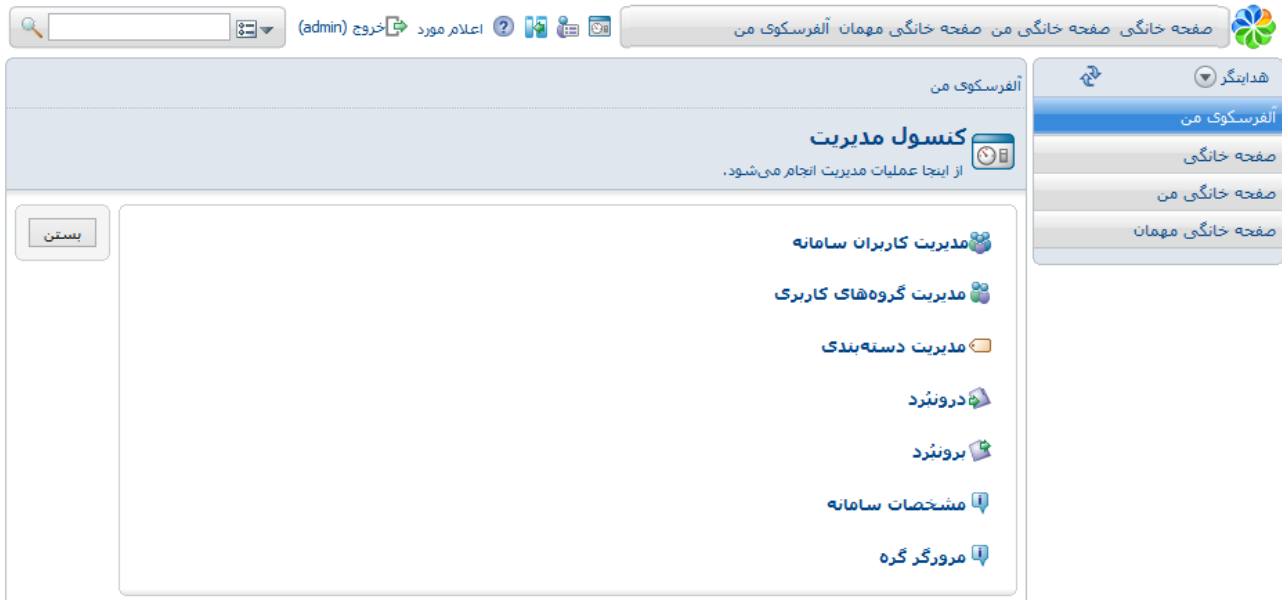 صفحه خانگی صفحه خانگی من صفحه خانگی مهمان آلفرسکوی من
اعلام مورد خروج (admin)
هدایتگر
آلفرسکوی من
صفحه خانگی
صفحه خانگی من
صفحه خانگی مهمان
آلفرسکوی من
کنسول مدیریت
از اینجا عملیات مدیریت انجام می‌شود.
مدیریت کاربران سامانه
مدیریت گروه‌های کاربری
مدیریت دسته‌بندی
درونبُرد
برونبُرد
مشخصات سامانه
مرورگر گره
بستن